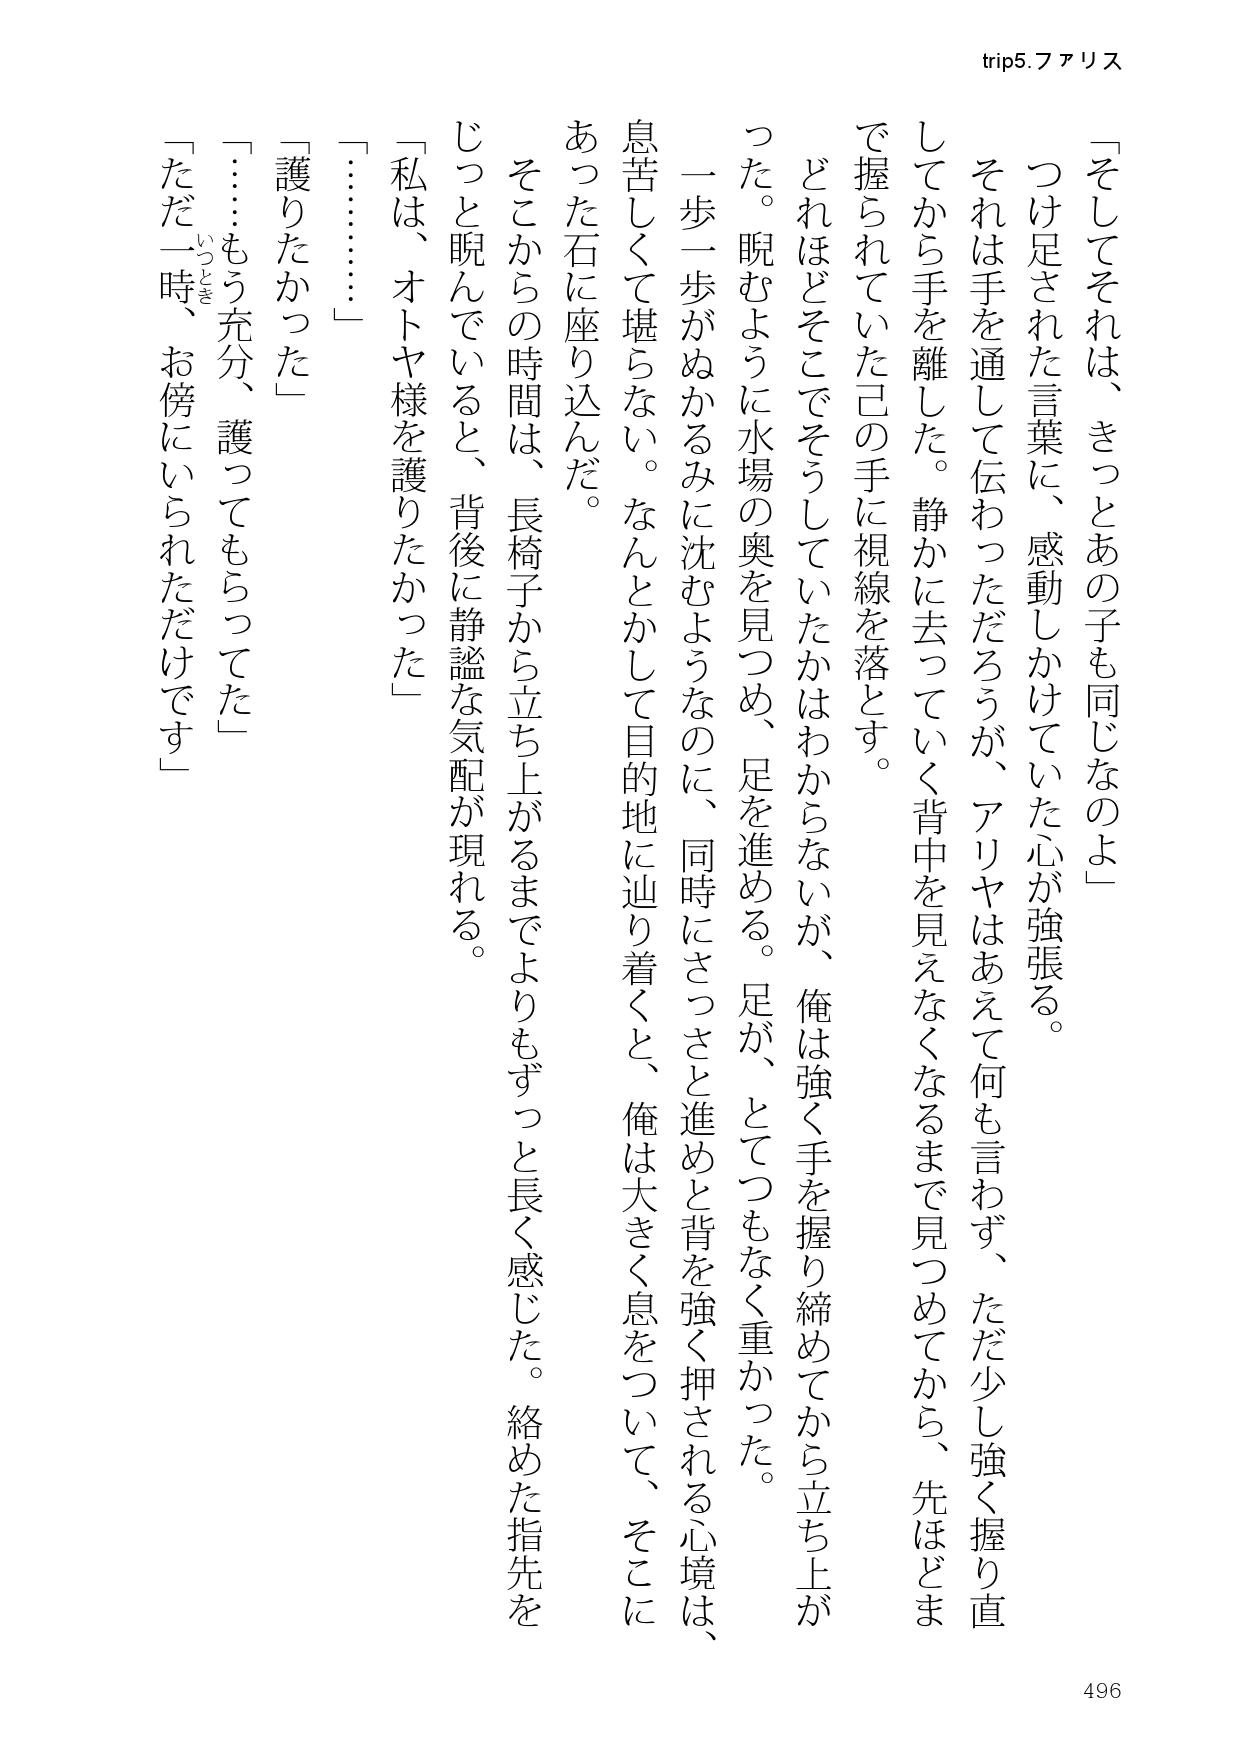 trip5.ファリス
「そしてそれは、きっとあの子も同じなのよ」
つけ足された言葉に、感動しかけていた心が強張る。
それは手を通して伝わっただろうが、アリヤはあえて何も言わず、ただ少し強く握り直
してから手を離した。静かに去っていく背中を見えなくなるまで見つめてから、先ほどま
で握られていた己の手に視線を落とす。
どれほどそこでそうしていたかはわからないが、俺は強く手を握り締めてから立ち上が
った。睨むように水場の奥を見つめ、足を進める。足が、とてつもなく重かった。
一歩一歩がぬかるみに沈むようなのに、同時にさっさと進めと背を強く押される心境は、
息苦しくて堪らない。なんとかして目的地に辿り着くと、俺は大きく息をついて、そこに
あった石に座り込んだ。
そこからの時間は、長椅子から立ち上がるまでよりもずっと長く感じた。絡めた指先を
じっと睨んでいると、背後に静謐な気配が現れる。
「私は、オトヤ様を護りたかった」
「…………」
「護りたかった」
「……もう充分、護ってもらってた」
「ただ一時、お傍にいられただけです」
いっとき
496